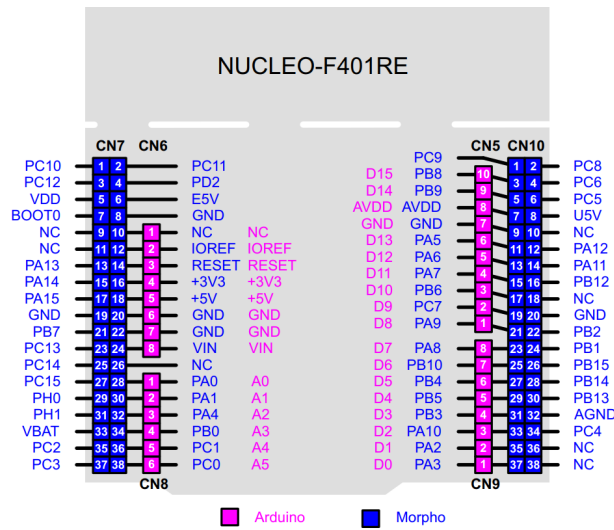 NUCLEO-F401RE
CN7 CN6 CN5 CN10
PC9
PC10 1 2 PC11 D15 PB8 10 1 2 PC8
PC12 3 4 PD2 D14 PB9 9 3 4 PC6
VDD 5 6 E5V AVDD AVDD 8 5 6 PC5
BOOT0 7 8 GND GND GND 7 7 8 U5V
NC 9 10 1 NC NC D13 PA5 6 9 10 NC
NC 11 12 2 IOREF IOREF D12 PA6 5 11 12 PA12
PA13 13 14 3 RESET RESET D11 PA7 4 13 14 PA11
PA14 15 16 4 +3V3 +3V3 D10 PB6 3 15 16 PB12
PA15 17 18 5 +5V +5V D9 PC7 2 17 18 NC
GND 19 20 6 GND GND D8 PA9 1 19 20 GND
PB7 21 22 7 GND GND 21 22 PB2
PC13 23 24 8 VIN VIN D7 PA8 8 23 24 PB1
PC14 25 26 NC D6 PB10 7 25 26 PB15
PC15 27 28 1 PA0 A0 D5 PB4 6 27 28 PB14
PH0 29 30 2 PA1 A1 D4 PB5 5 29 30 PB13
PH1 31 32 3 PA4 A2 D3 PB3 4 31 32 AGND
VBAT 33 34 4 PB0 A3 D2 PA10 3 33 34 PC4
PC2 35 36 5 PC1 A4 D1 PA2 2 35 36 NC
PC3 37 38 6 PC0 A5 D0 PA3 1 37 38 NC
CN8 CN9
Arduino Morpho